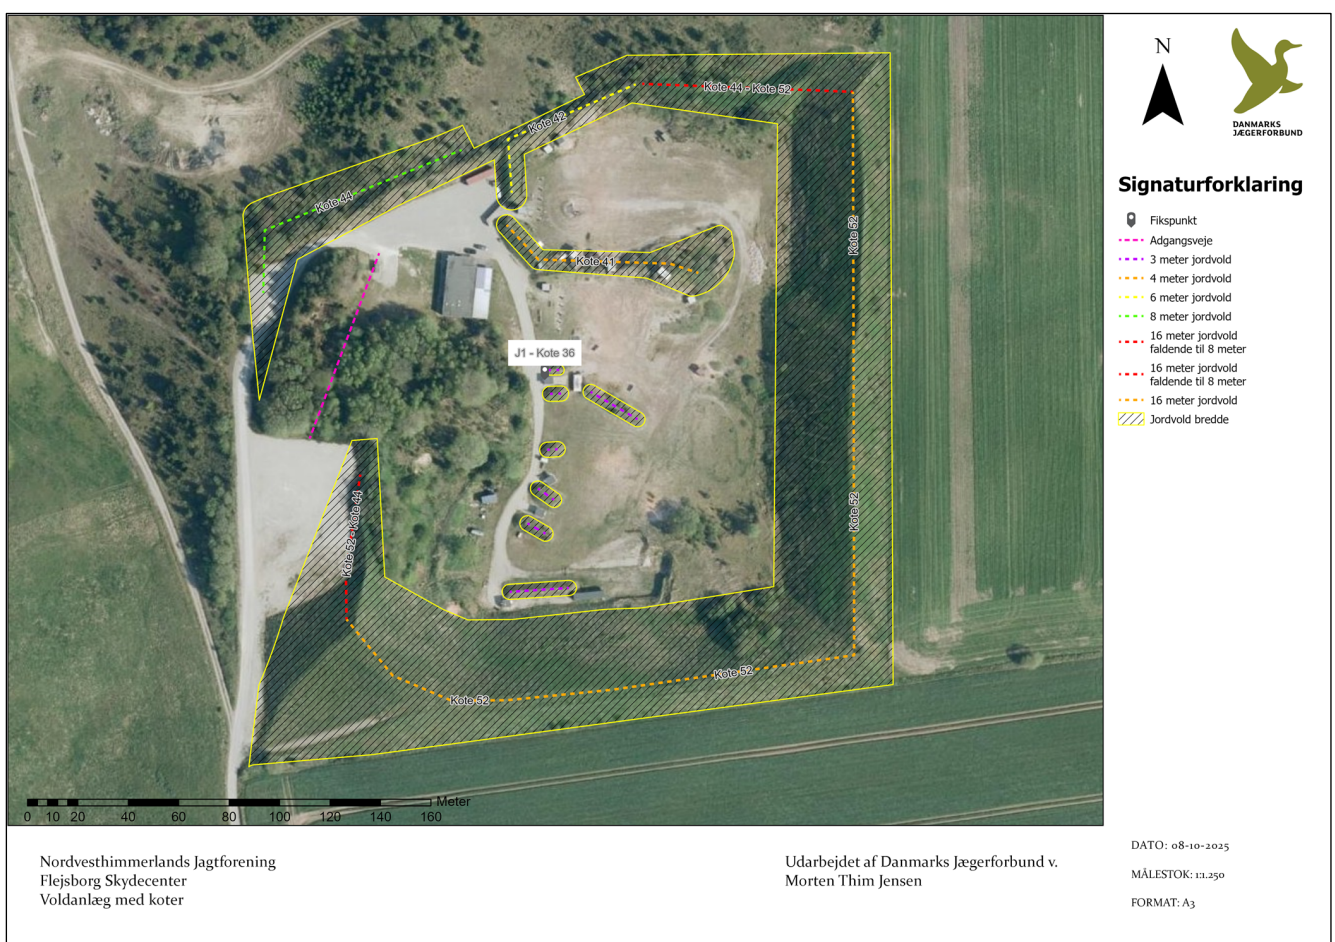 N
DANMARKS
JÆGERFORBUND
Signaturforklaring
Fikspunkt
Adgangsveje
3 meter jordvold
4 meter jordvold
6 meter jordvold
8 meter jordvold
16 meter jordvold
faldende til 8 meter
16 meter jordvold
faldende til 8 meter
16 meter jordvold
Jordvold bredde
Kote 44 - Kote 52
Kote 42
Kote 44
Kote 52
Kote 41
J1 - Kote 36
Kote 52
Kote 52 - Kote 44
Kote 52
Kote 52
Meter
0 10 20 40 60 80 100 120 140 160
Nordvesthimmerlands Jagtforening
Flejsborg Skydecenter
Voldanlæg med koter
Udarbejdet af Danmarks Jægerforbund v.
Morten Thim Jensen
DATO: 08-10-2025
MÅLESTOK: 1:1.250
FORMAT: A3